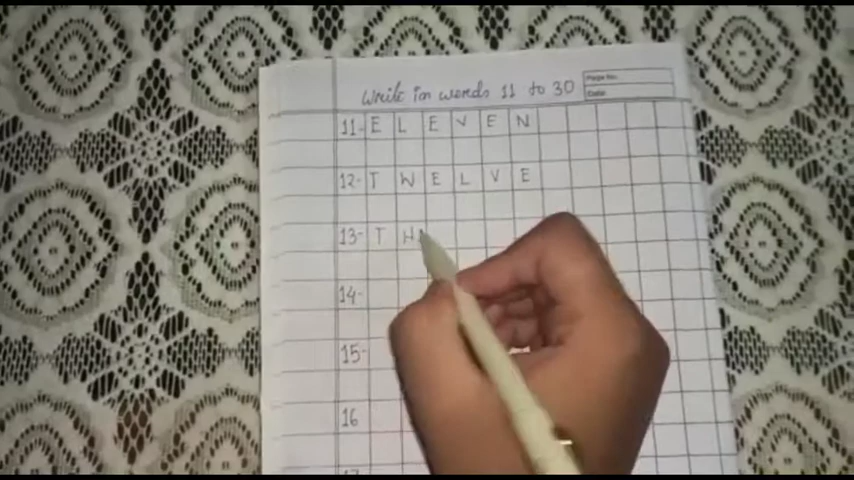 Write in words 11 to 30
Page No.
Date
11- E L E V E N
12- T W E L V E
13- T H
14-
15-
16